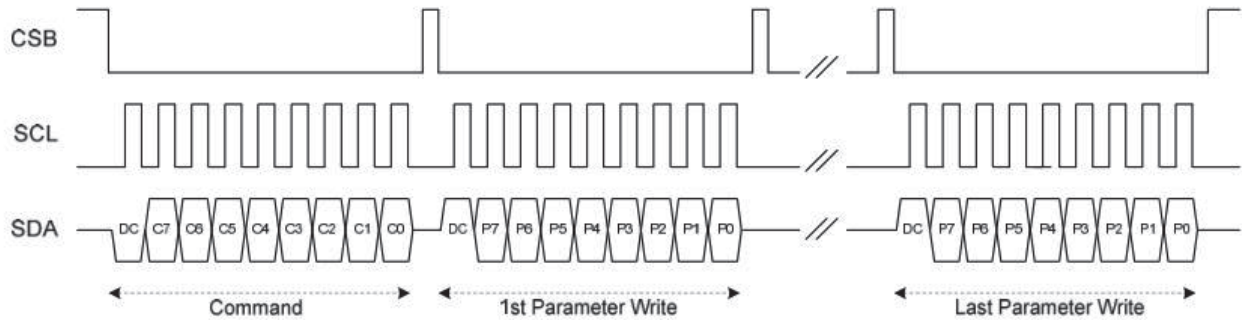 CSB
SCL
SDA DC C7 C6 C5 C4 C3 C2 C1 C0 DC P7 P6 P5 P4 P3 P2 P1 P0 DC P7 P6 P5 P4 P3 P2 P1 P0
Command 1st Parameter Write Last Parameter Write